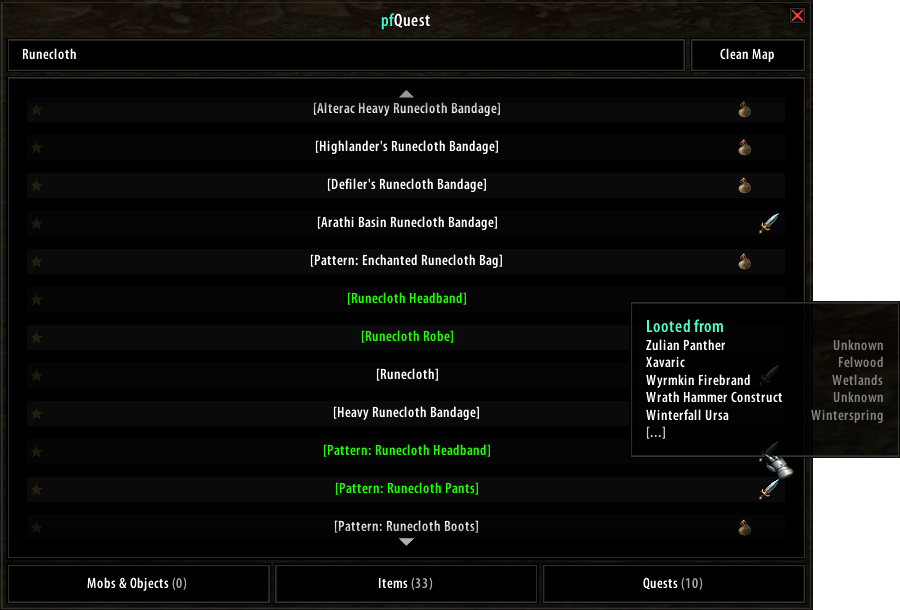 pfQuest
Runecloth
Clean Map
[Alterac Heavy Runecloth Bandage]
[Highlander's Runecloth Bandage]
[Defiler's Runecloth Bandage]
[Arathi Basin Runecloth Bandage]
[Pattern: Enchanted Runecloth Bag]
[Runecloth Headband]
[Runecloth Robe]
[Runecloth]
[Heavy Runecloth Bandage]
[Pattern: Runecloth Headband]
[Pattern: Runecloth Pants]
[Pattern: Runecloth Boots]
Looted from
Zulian Panther Unknown
Xavaric Felwood
Wyrmkin Firebrand Wetlands
Wrath Hammer Construct Unknown
Winterfall Ursa Winterspring
[...]
Mobs & Objects (0)
Items (33)
Quests (10)